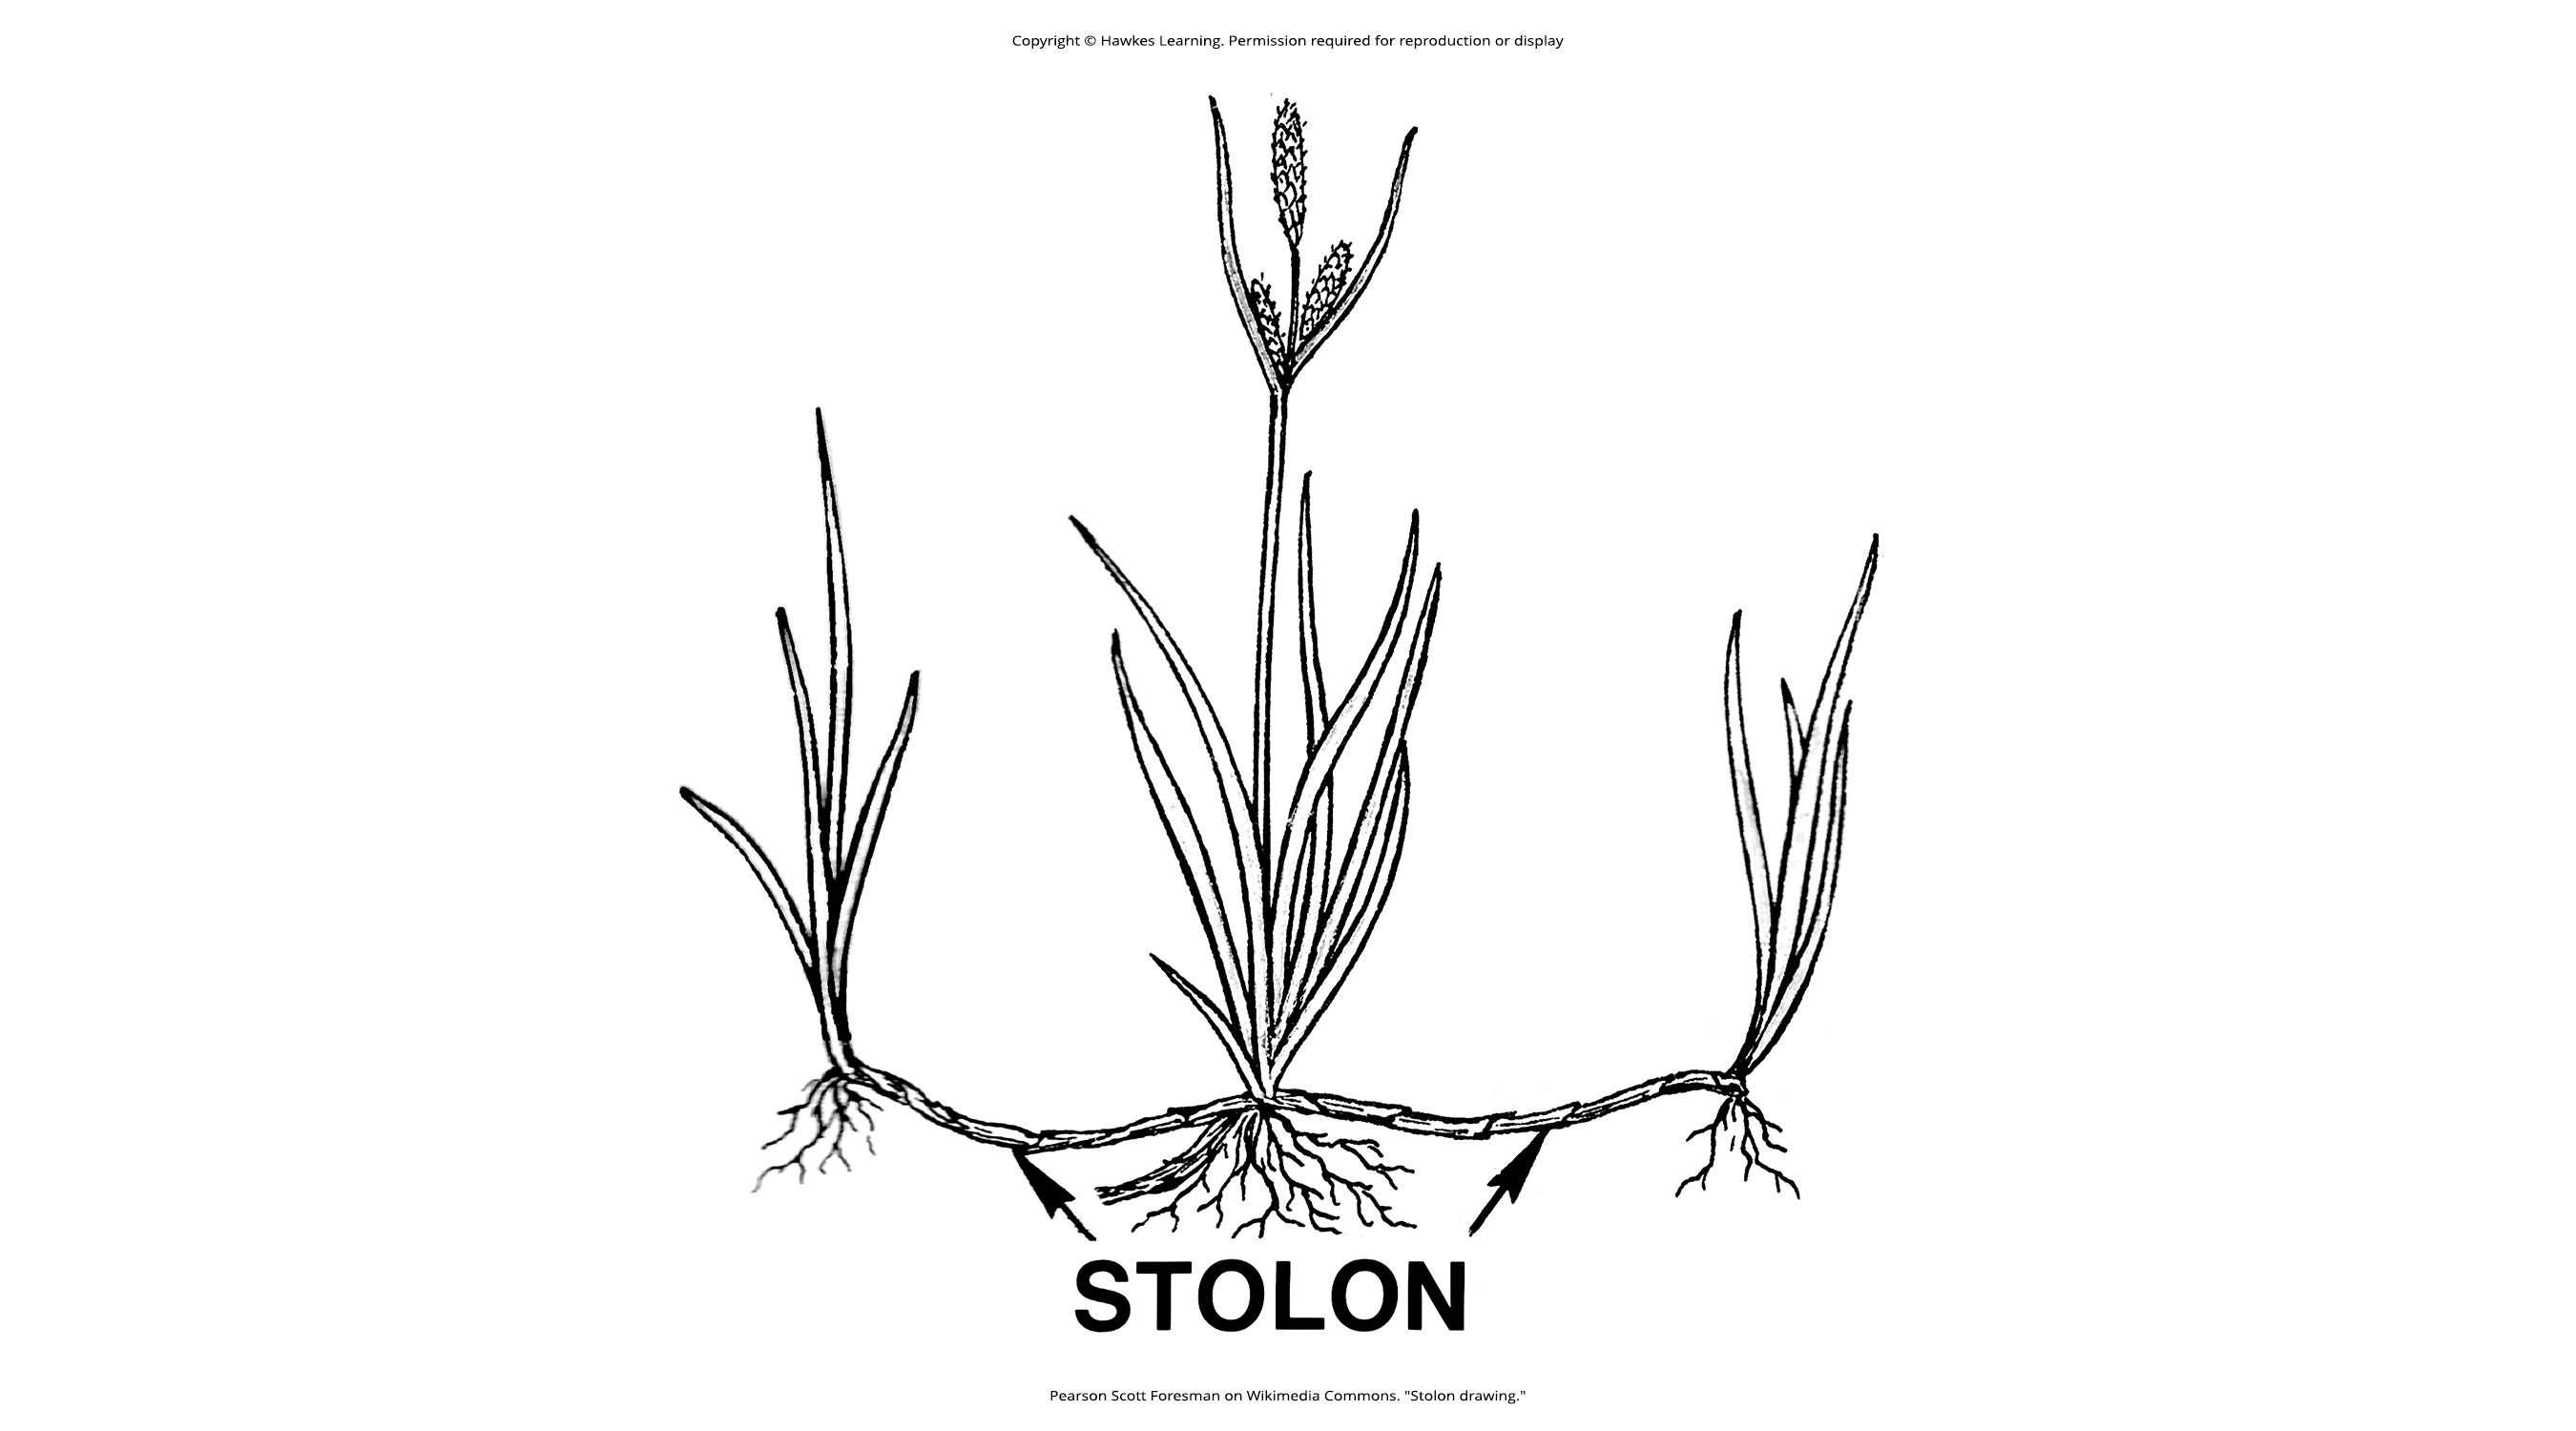 Copyright © Hawkes Learning. Permission required for reproduction or display
STOLON
Pearson Scott Foresman on Wikimedia Commons. "Stolon drawing."